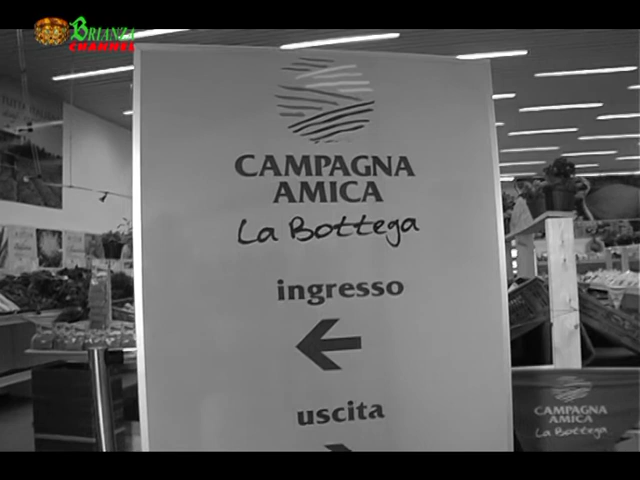 BRIANZA
CHANNEL
CAMPAGNA
AMICA
La Bottega
ingresso
uscita
CAMPAGNA
AMICA
La Bottega